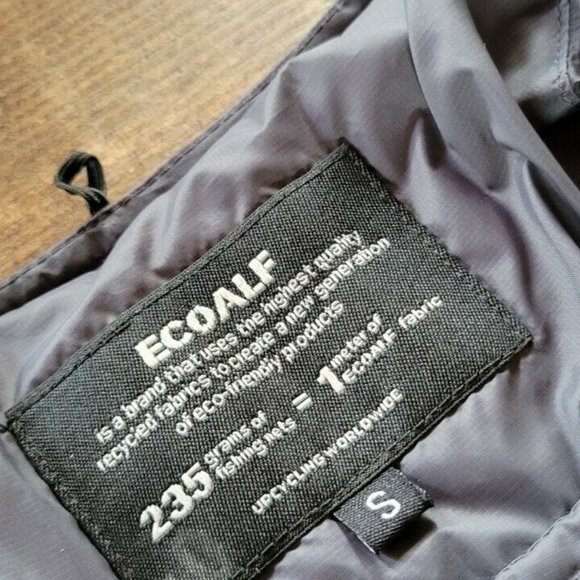 ECOALF
is a brand that uses the highest quality
recycled fabrics to create a new generation
of eco-friendly products
235 grams of fishing nets = 1 meter of ECOALF fabric
UPCYCLING WORLDWIDE
S